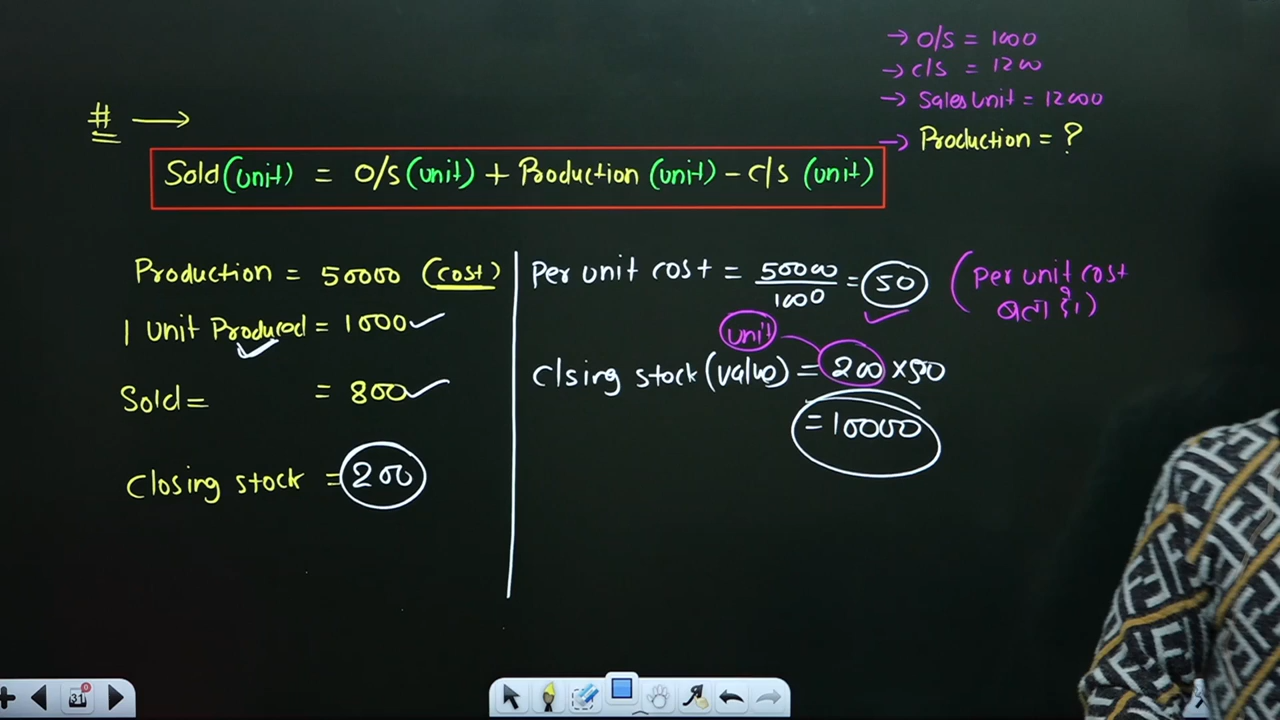 → O/S = 1000
→ C/S = 1200
→ Sales Unit = 12000
→ Production = ?
# →
Sold (unit) = O/S (unit) + Production (unit) - C/S (unit)
Production = 50000 (cost)
1 Unit Produced = 1000 ✓
Sold = = 800 ✓
Closing stock = 200
Per unit cost = 50000/1000 = 50
(Per unit cost
unit
Clsing stock (value) = 200 × 50
= 10000
31